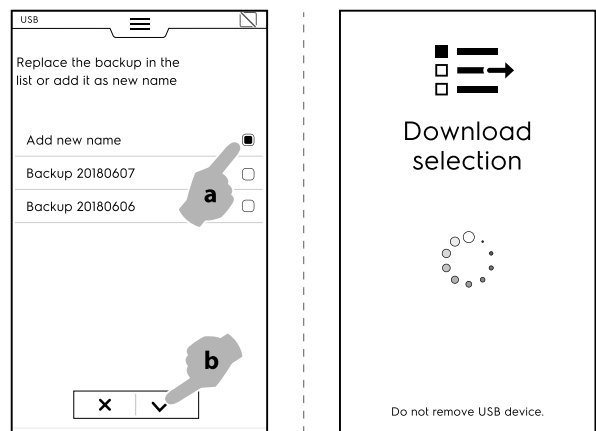 USB
Replace the backup in the
list or add it as new name
Add new name
Backup 20180607
Backup 20180606
a
b
Download
selection
Do not remove USB device.